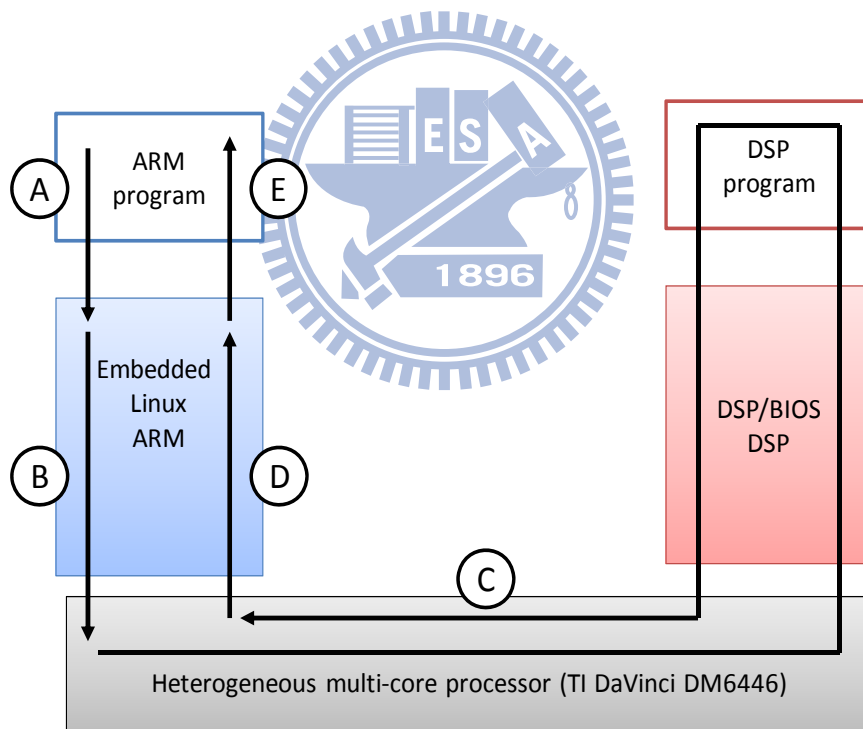 E S A
1896
A
ARM
program
E
DSP
program
Embedded
Linux
ARM
DSP/BIOS
DSP
B
D
C
Heterogeneous multi-core processor (TI DaVinci DM6446)